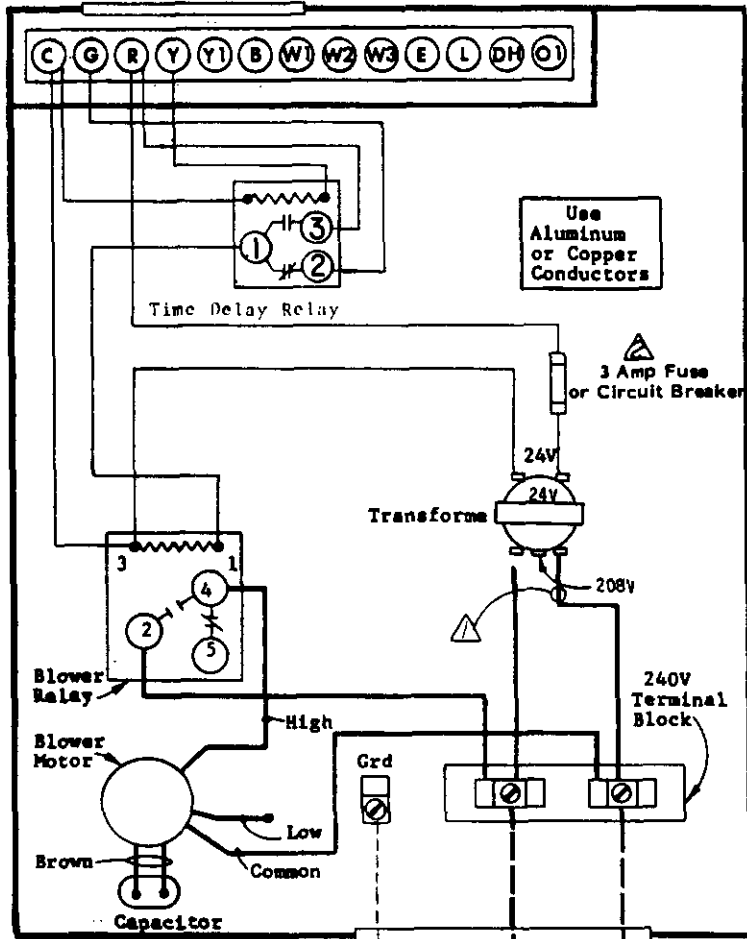 C G R Y Y1 B W1 W2 W3 E L DH O1
3
1
2
Time Delay Relay
Use
Aluminum
or Copper
Conductors
3 Amp Fuse
or Circuit Breaker
24V
24V
Transforme
208V
3 1
4
2
5
Blower
Relay
High
240V
Terminal
Block
Blower
Motor
Grd
Low
Brown
Common
Capacitor